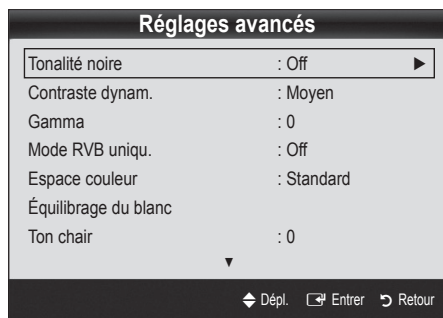 Réglages avancés
Tonalité noire : Off ►
Contraste dynam. : Moyen
Gamma : 0
Mode RVB uniqu. : Off
Espace couleur : Standard
Équilibrage du blanc
Ton chair : 0
▼
Dépl. Entrer Retour